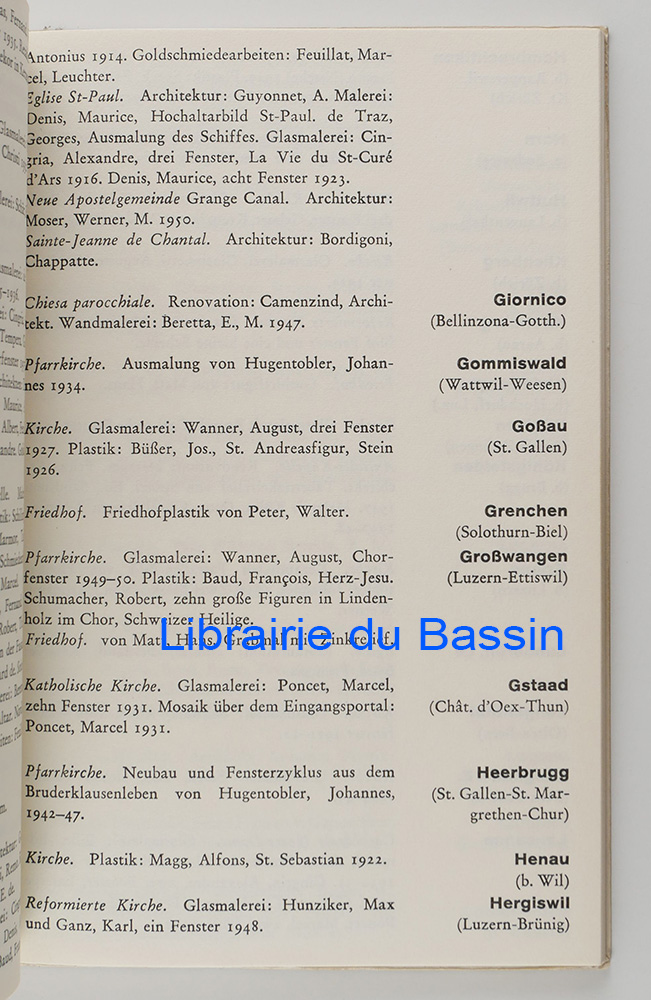 Antonius 1914. Goldschmiedearbeiten: Feuillat, Mar-
cel, Leuchter.
Eglise St-Paul. Architektur: Guyonnet, A. Malerei:
Denis, Maurice, Hochaltarbild St-Paul. de Traz,
Georges, Ausmalung des Schiffes. Glasmalerei: Cin-
gria, Alexandre, drei Fenster, La Vie du St-Curé
d'Ars 1916. Denis, Maurice, acht Fenster 1923.
Neue Apostelgemeinde Grange Canal. Architektur:
Moser, Werner, M. 1950.
Sainte-Jeanne de Chantal. Architektur: Bordigoni,
Chappatte.
Chiesa parocchiale. Renovation: Camenzind, Archi-
tekt. Wandmalerei: Beretta, E., M. 1947.
Giornico
(Bellinzona-Gotth.)
Pfarrkirche. Ausmalung von Hugentobler, Johan-
nes 1934.
Gommiswald
(Wattwil-Weesen)
Kirche. Glasmalerei: Wanner, August, drei Fenster
1927. Plastik: Büßer, Jos., St. Andreasfigur, Stein
1926.
Goßau
(St. Gallen)
Friedhof. Friedhofplastik von Peter, Walter.
Grenchen
(Solothurn-Biel)
Pfarrkirche. Glasmalerei: Wanner, August, Chor-
fenster 1949-50. Plastik: Baud, François, Herz-Jesu.
Schumacher, Robert, zehn große Figuren in Linden-
holz im Chor, Schweizer Heilige.
Friedhof. von Matt, Hans, Grabmal mit Zinkrelief.
Großwangen
(Luzern-Ettiswil)
Librairie du Bassin
Katholische Kirche. Glasmalerei: Poncet, Marcel,
zehn Fenster 1931. Mosaik über dem Eingangsportal:
Poncet, Marcel 1931.
Gstaad
(Chât. d'Oex-Thun)
Pfarrkirche. Neubau und Fensterzyklus aus dem
Bruderklausenleben von Hugentobler, Johannes,
1942-47.
Heerbrugg
(St. Gallen-St. Mar-
grethen-Chur)
Kirche. Plastik: Magg, Alfons, St. Sebastian 1922.
Henau
(b. Wil)
Reformierte Kirche. Glasmalerei: Hunziker, Max
und Ganz, Karl, ein Fenster 1948.
Hergiswil
(Luzern-Brünig)